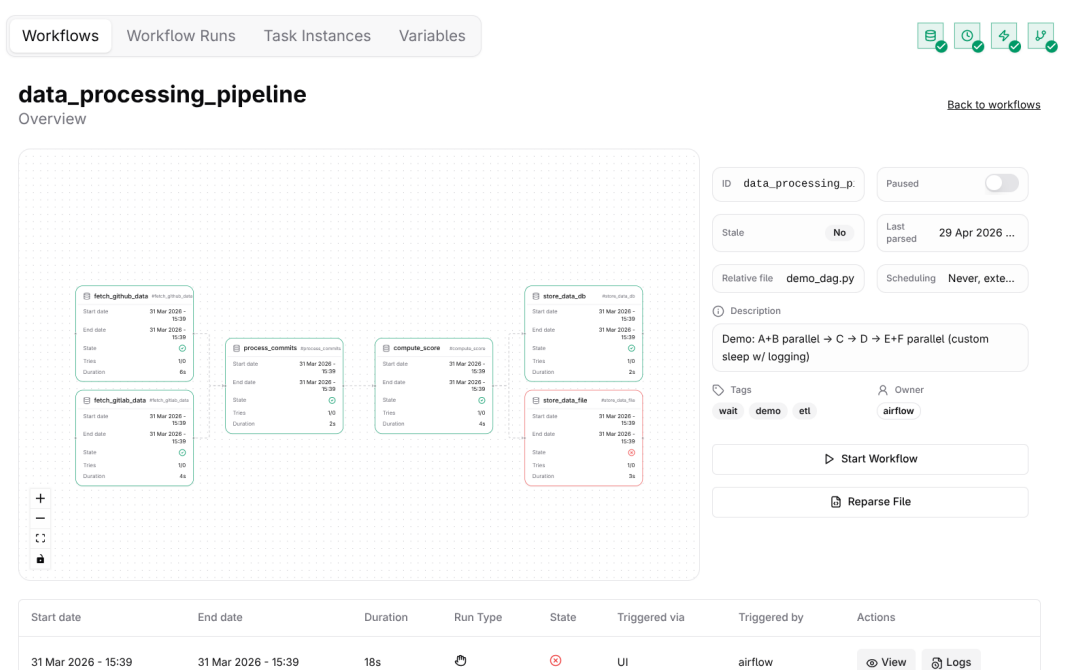 Workflows Workflow Runs Task Instances Variables
data_processing_pipeline
Overview
Back to workflows
ID data_processing_p.
Paused
Stale No
Last parsed 29 Apr 2026 ...
Relative file demo_dag.py
Scheduling Never, exte...
Description
Demo: A+B parallel → C → D → E+F parallel (custom
sleep w/ logging)
Tags
wait demo etl
Owner
airflow
Start Workflow
Reparse File
fetch_github_data #fetch_github_data
Start date 31 Mar 2026 -
15:39
End date 31 Mar 2026 -
15:39
State
Tries 1/0
Duration 6s
fetch_gitlab_data #fetch_gitlab_data
Start date 31 Mar 2026 -
15:39
End date 31 Mar 2026 -
15:39
State
Tries 1/0
Duration 4s
process_commits #process_commits
Start date 31 Mar 2026 -
15:39
End date 31 Mar 2026 -
15:39
State
Tries 1/0
Duration 2s
compute_score #compute_score
Start date 31 Mar 2026 -
15:39
End date 31 Mar 2026 -
15:39
State
Tries 1/0
Duration 4s
store_data_db #store_data_db
Start date 31 Mar 2026 -
15:39
End date 31 Mar 2026 -
15:39
State
Tries 1/0
Duration 2s
store_data_file #store_data_file
Start date 31 Mar 2026 -
15:39
End date 31 Mar 2026 -
15:39
State
Tries 1/0
Duration 3s
Start date End date Duration Run Type State Triggered via Triggered by Actions
31 Mar 2026 - 15:39 31 Mar 2026 - 15:39 18s UI airflow View Logs